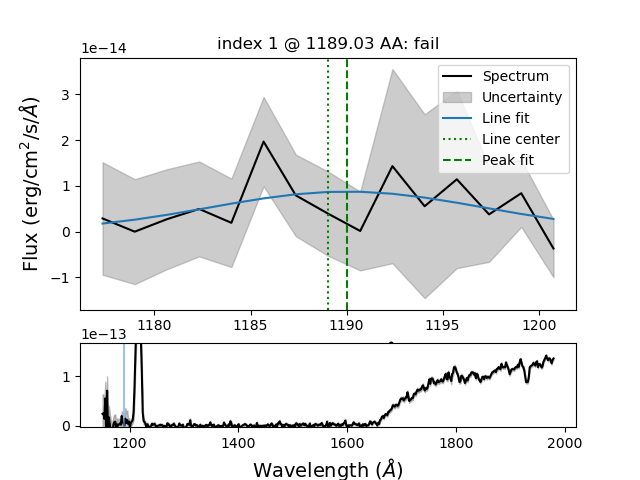 index 1 @ 1189.03 AA: fail
1e−14
Spectrum
Uncertainty
Line fit
Line center
Peak fit
Flux (erg/cm²/s/Å)
3
2
1
0
−1
1180 1185 1190 1195 1200
1e−13
1
0
1200 1400 1600 1800 2000
Wavelength (Å)